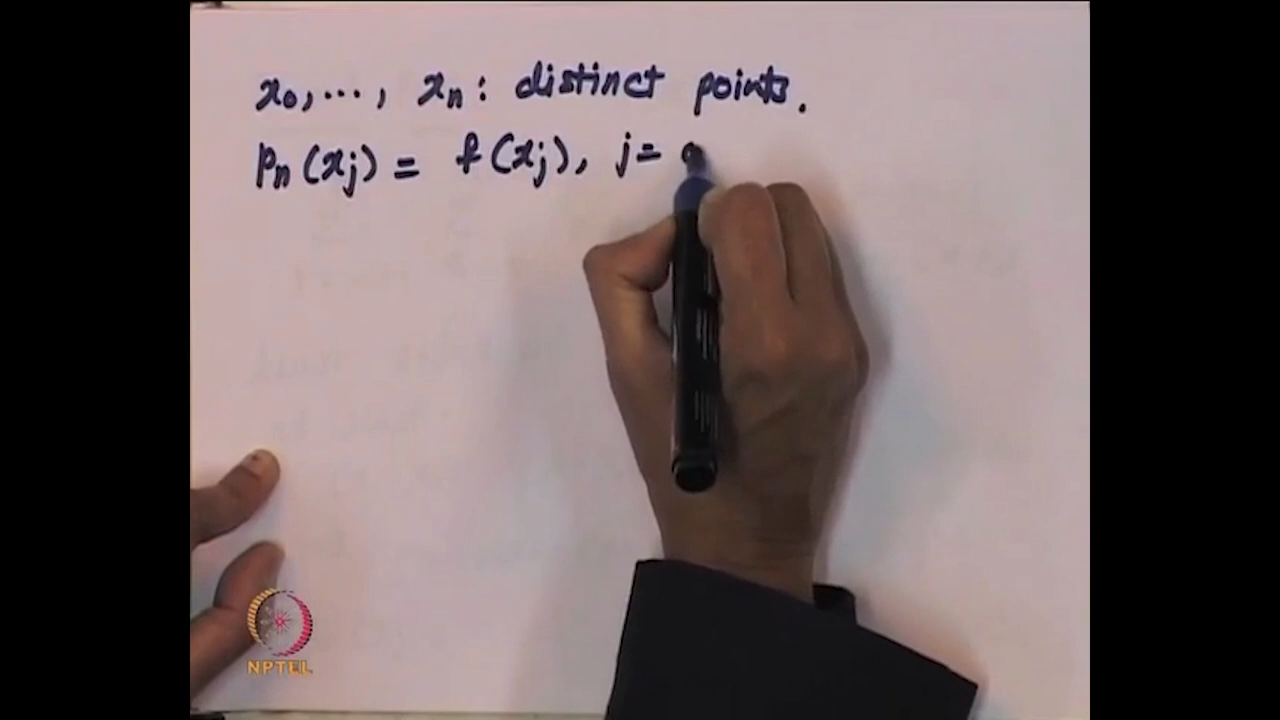 x₀, ..., xₙ : distinct points.
pₙ(xⱼ) = f(xⱼ), j = 0
NPTEL